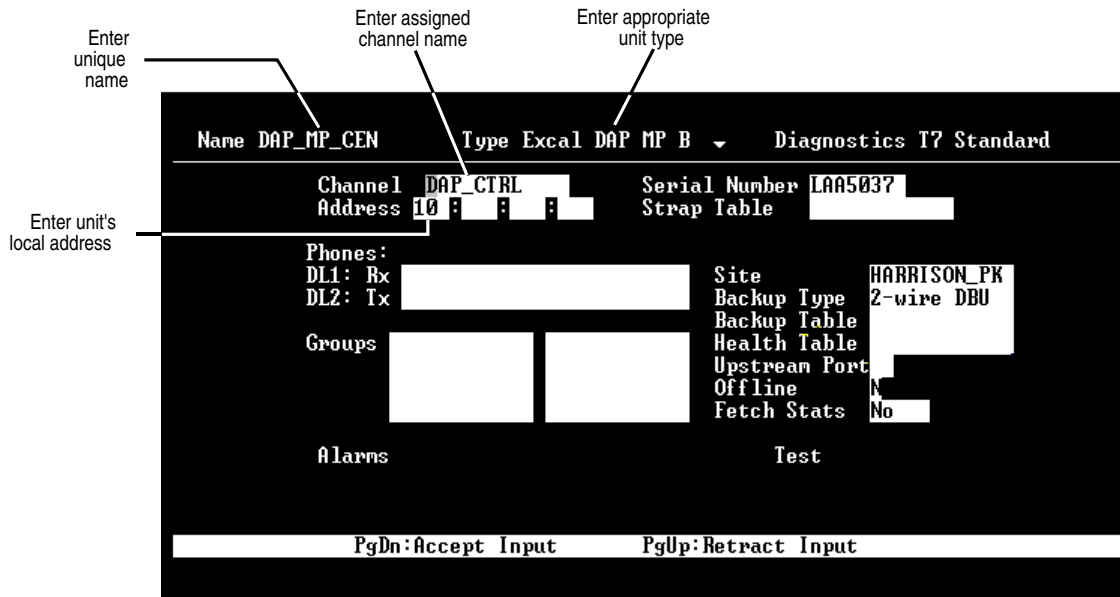 Enter assigned
channel name
Enter appropriate
unit type
Enter
unique
name
Name DAP_MP_CEN Type Excal DAP MP B Diagnostics T7 Standard
Channel DAP_CTRL Serial Number LAA5037
Enter unit's
local address
Address 10 : : : Strap Table
Phones:
DL1: Rx Site HARRISON_PK
DL2: Tx Backup Type 2-wire DBU
Backup Table
Groups Health Table
Upstream Port
Offline N
Fetch Stats No
Alarms Test
PgDn:Accept Input PgUp:Retract Input